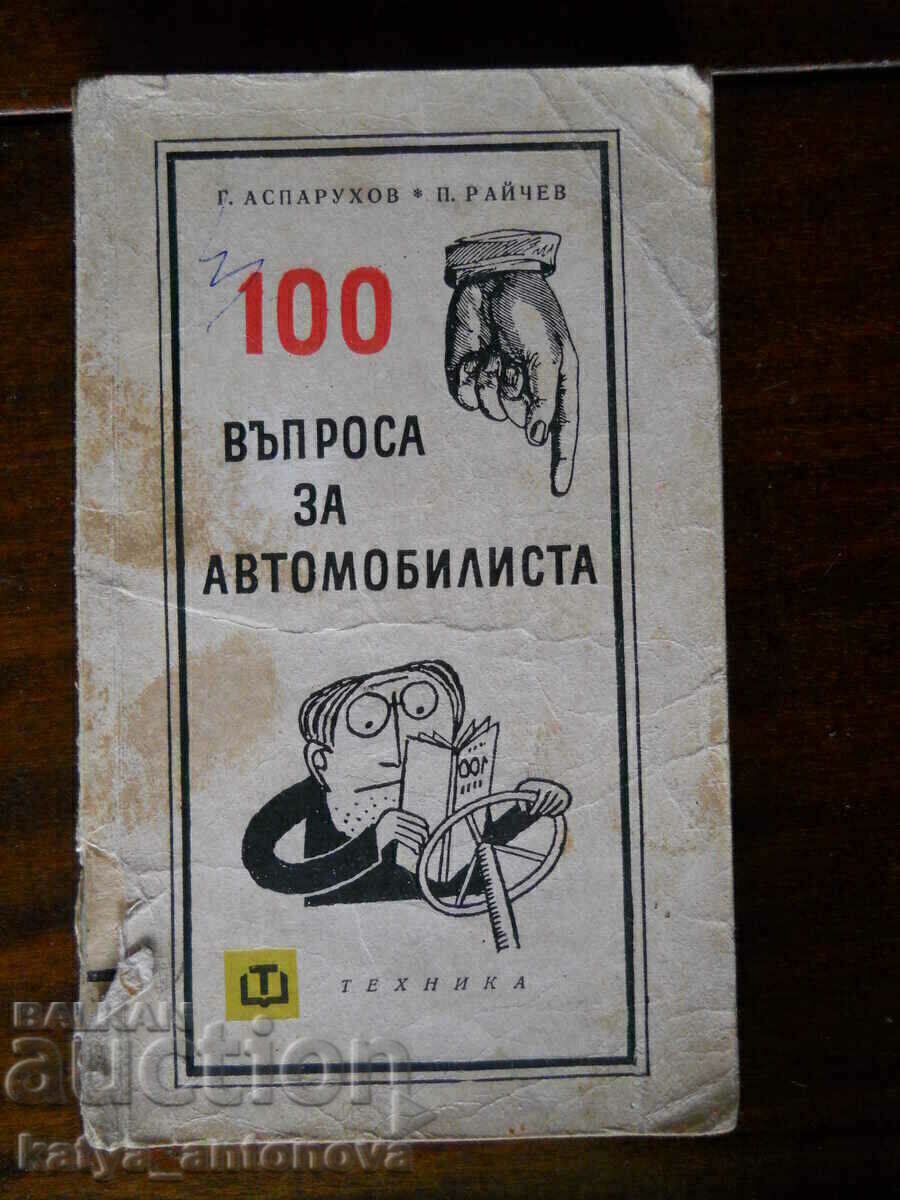 Г. АСПАРУХОВ * П. РАЙЧЕВ
100
ВЪПРОСА
ЗА
АВТОМОБИЛИСТА
100
Т
ТЕХНИКА
BALKAN
auction
katya_antonova